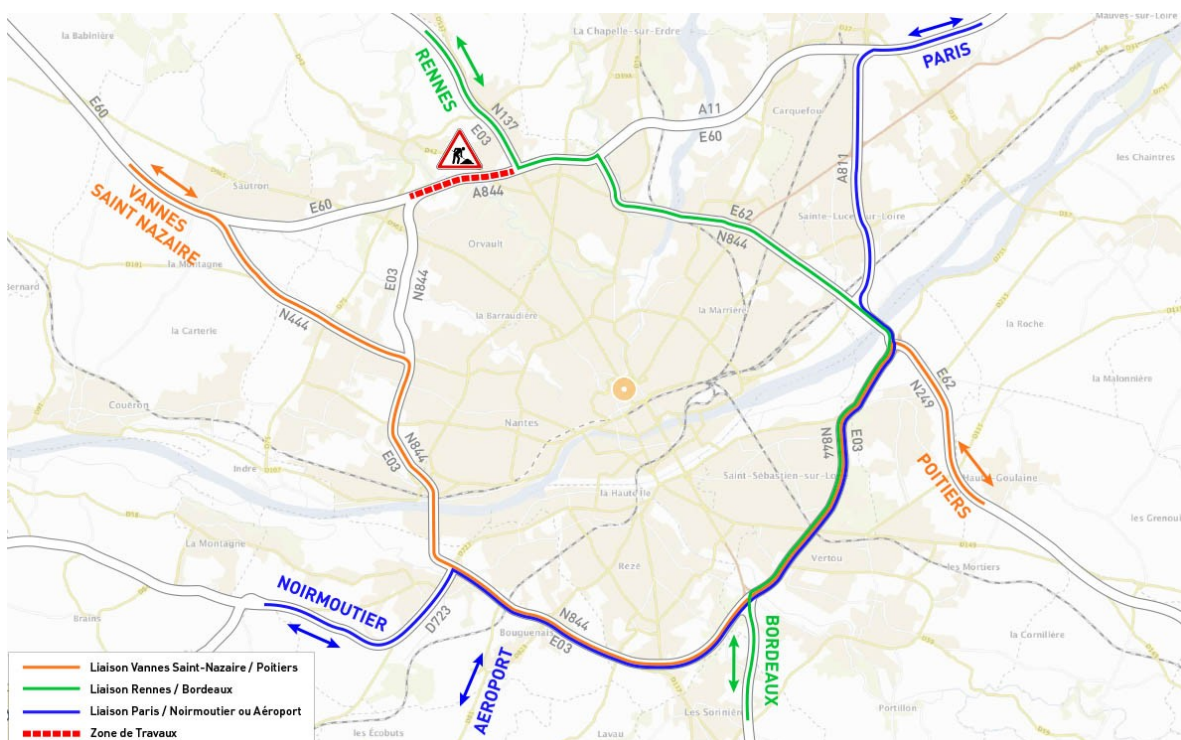 la Babinière
La Chapelle-sur-Erdre
Mauves-sur-Loire
PARIS
RENNES
E60
N137
E03
A11
E60
Carquefou
les Chaintres
A844
A811
Sautron
VANNES
SAINT NAZAIRE
E60
Orvault
E62
N844
Sainte-Luce-sur-Loire
la Montagne
E03
N844
Bernard
la Carterie
N444
la Barraudière
la Marrière
la Roche
E62
N249
la Malonnière
Couëron
Nantes
N844
E03
N844
E03
Indre
la Haute Île
Saint-Sébastien-sur-Lo
POITIERS
Haute-Goulaine
les Grenoui
La Montagne
Rezé
Vertou
les Mortiers
NOIRMOUTIER
D723
Brains
Bouguenais
N844
E03
AEROPORT
BORDEAUX
la Cornillère
Les Sorinière
Portillon
les Écobuts
Lavau
Liaison Vannes Saint-Nazaire / Poitiers
Liaison Rennes / Bordeaux
Liaison Paris / Noirmoutier ou Aéroport
Zone de Travaux